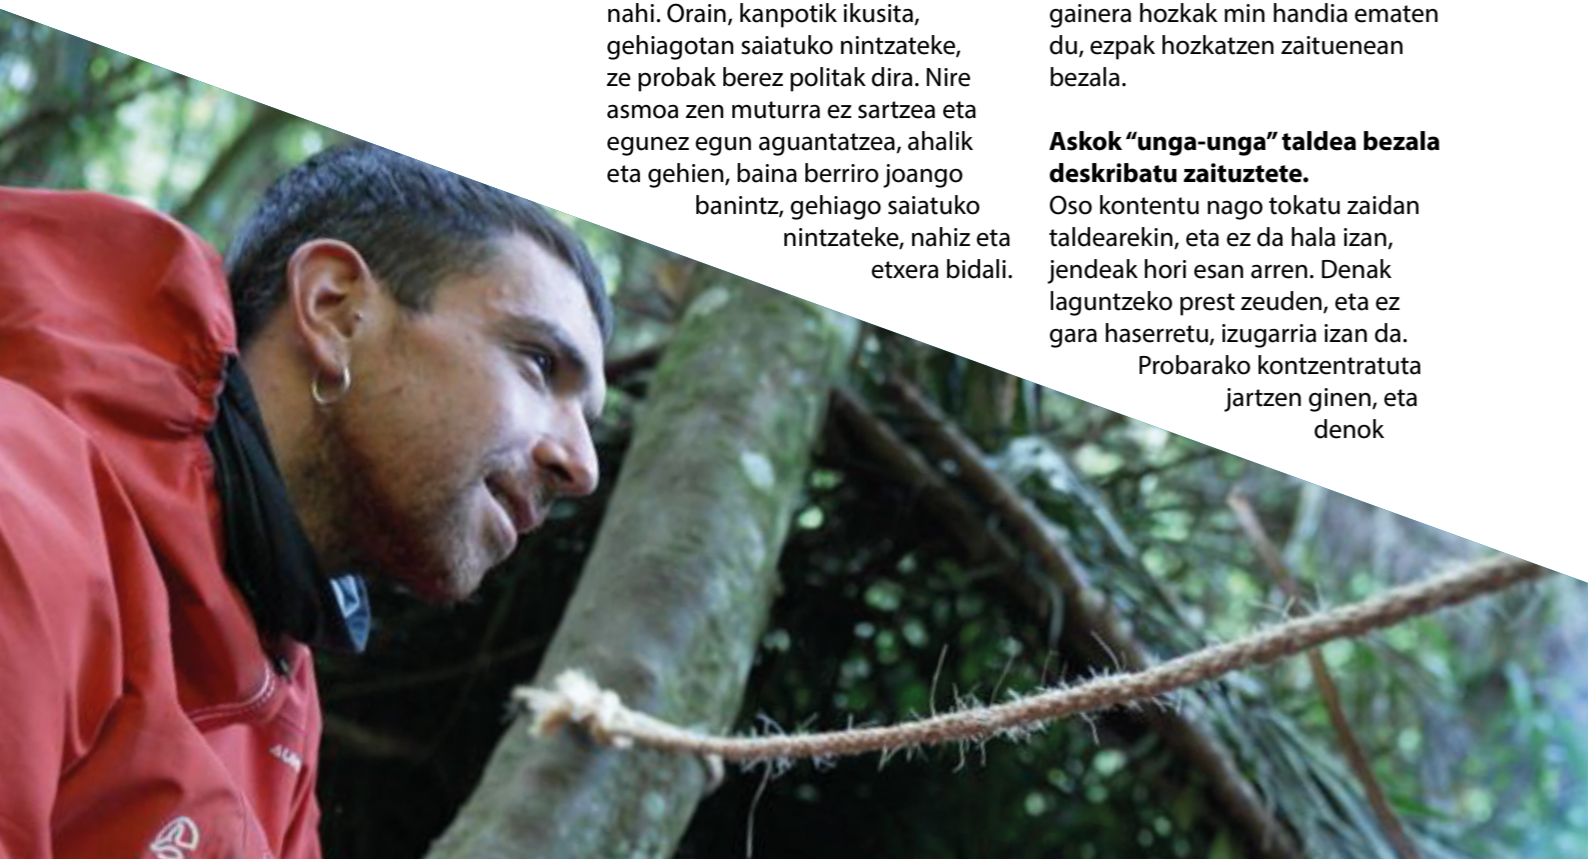 nahi. Orain, kanpotik ikusita,
gehiagotan saiatuko nintzateke,
ze probak berez politak dira. Nire
asmoa zen muturra ez sartzea eta
egunez egun aguantatzea, ahalik
eta gehien, baina berriro joango
banintz, gehiago saiatuko
nintzateke, nahiz eta
etxera bidali.
gainera hozkak min handia ematen
du, ezpak hozkatzen zaituenean
bezala.
Askok “unga-unga” taldea bezala
deskribatu zaituztete.
Oso kontentu nago tokatu zaidan
taldearekin, eta ez da hala izan,
jendeak hori esan arren. Denak
laguntzeko prest zeuden, eta ez
gara haserretu, izugarria izan da.
Probarako kontzentratuta
jartzen ginen, eta
denok